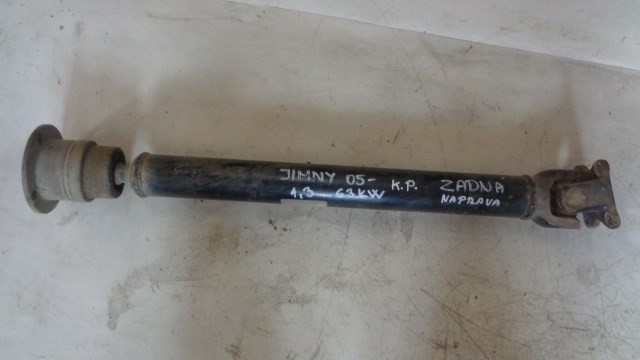 JIMNY 05- K.P. ZADNA
1,3 63KW NAPRAVA